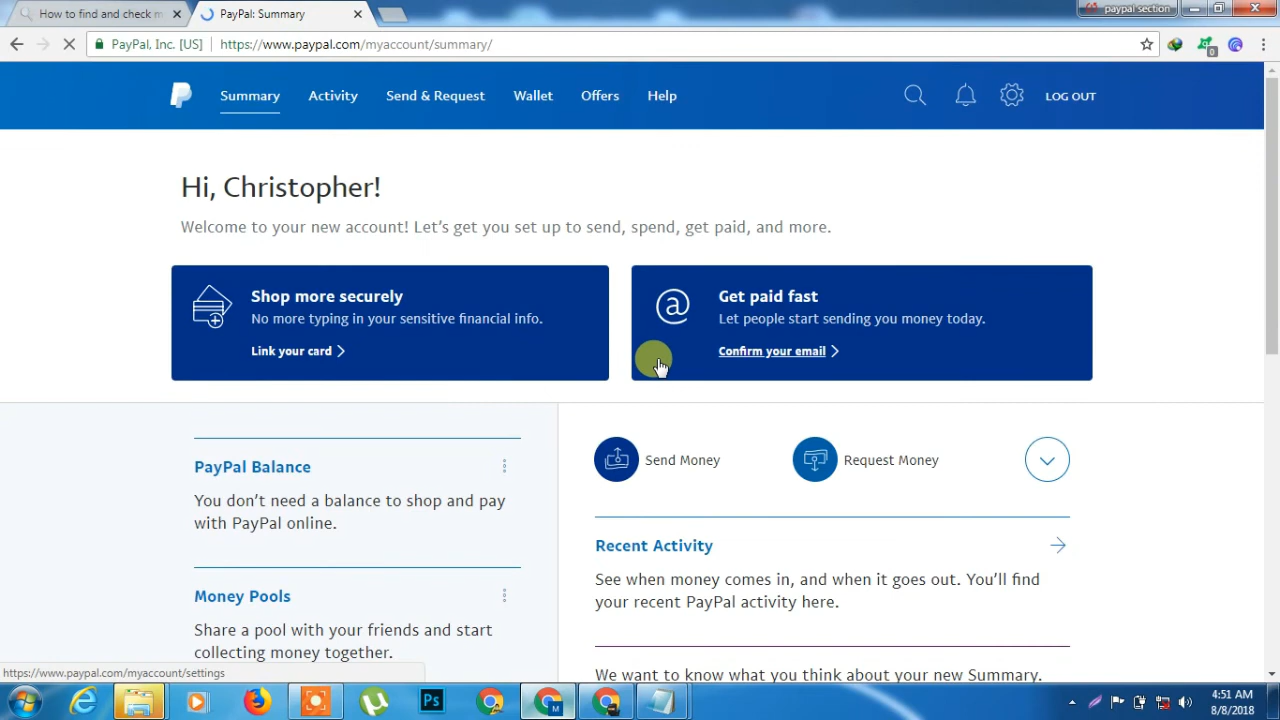 How to find and check m
PayPal: Summary
paypal section
PayPal, Inc. [US]
https://www.paypal.com/myaccount/summary/
0
Summary
Activity
Send & Request
Wallet
Offers
Help
LOG OUT
Hi, Christopher!
Welcome to your new account! Let's get you set up to send, spend, get paid, and more.
Shop more securely
No more typing in your sensitive financial info.
Link your card
@
Get paid fast
Let people start sending you money today.
Confirm your email
PayPal Balance
You don't need a balance to shop and pay
with PayPal online.
Money Pools
Share a pool with your friends and start
collecting money together.
Send Money
Request Money
Recent Activity
See when money comes in, and when it goes out. You'll find
your recent PayPal activity here.
We want to know what you think about your new Summary.
https://www.paypal.com/myaccount/settings
Ps
M
4:51 AM
8/8/2018